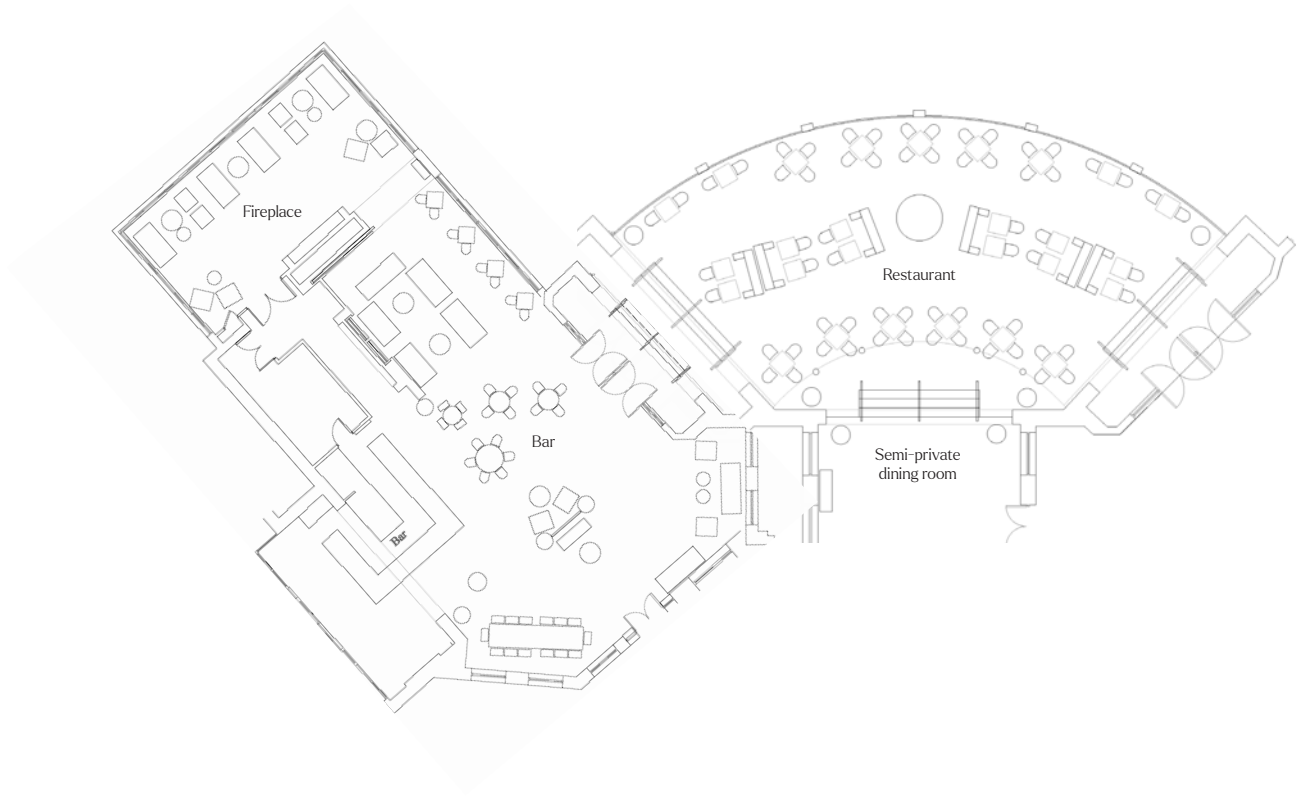 Fireplace
Restaurant
Bar
Semi-private
dining room
Bar